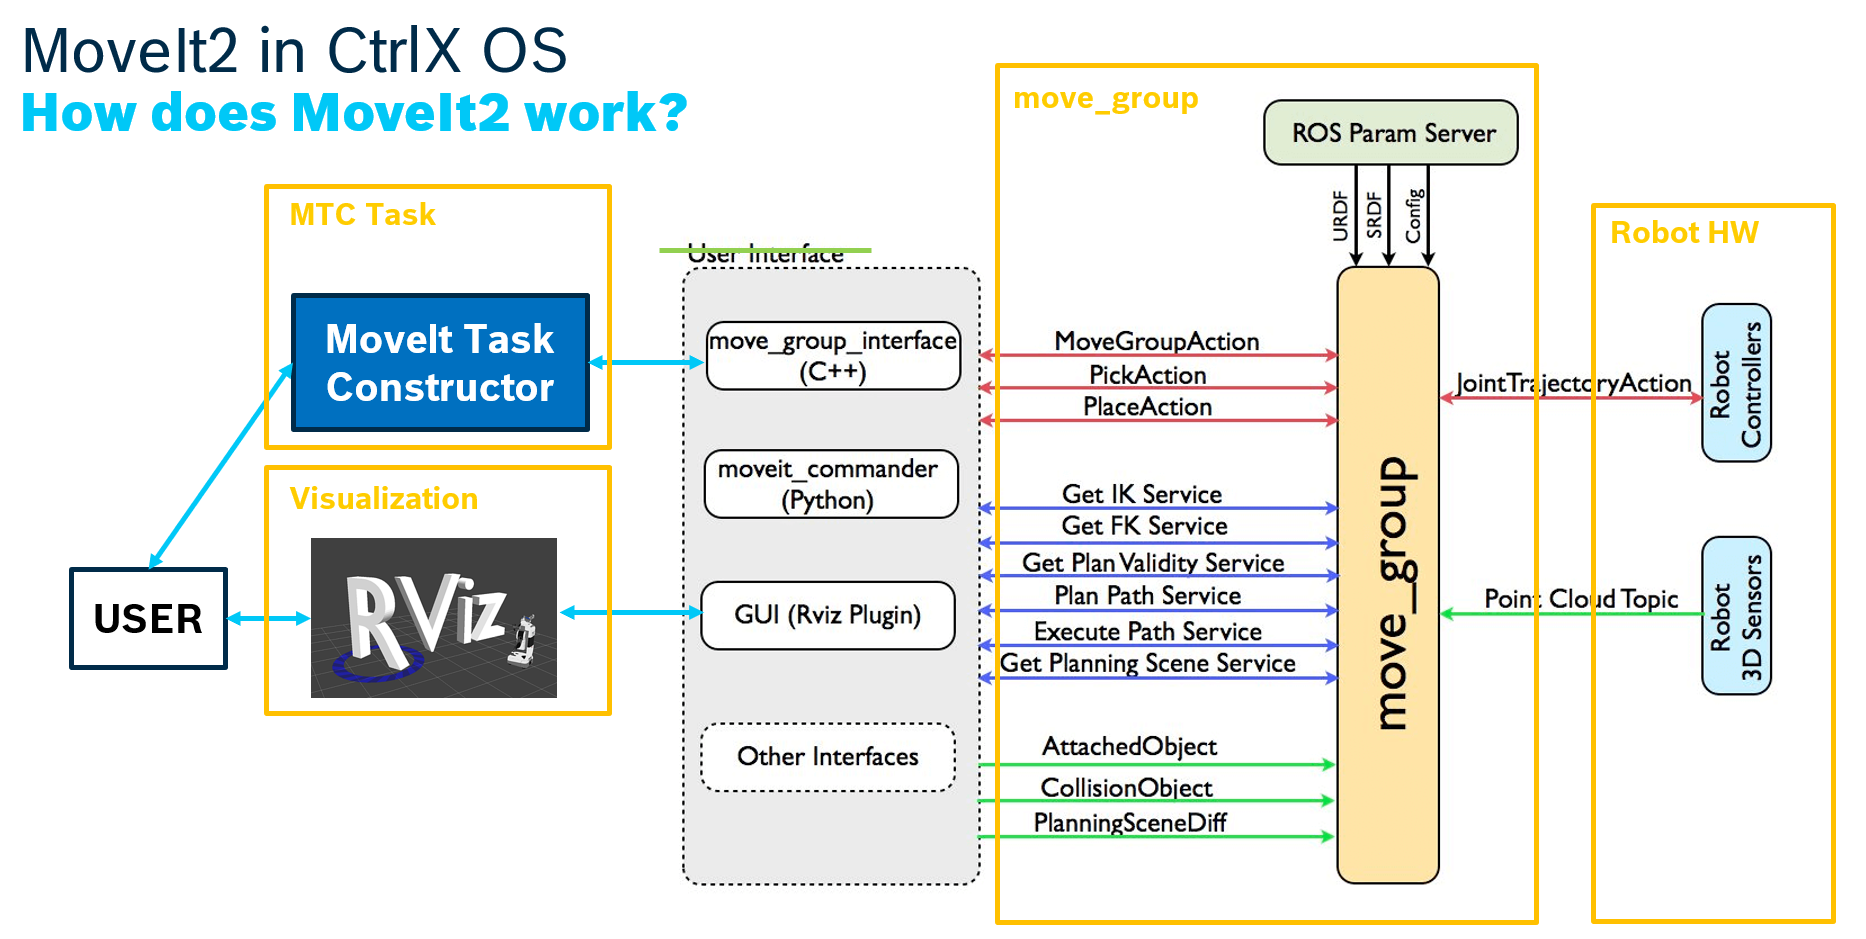 MoveIt2 in CtrlX OS
How does MoveIt2 work?
move_group
ROS Param Server
URDF
SRDF
Config
MTC Task
MoveIt Task
Constructor
Visualization
RViz
USER
User Interface
move_group_interface
(C++)
moveit_commander
(Python)
GUI (Rviz Plugin)
Other Interfaces
MoveGroupAction
PickAction
PlaceAction
Get IK Service
Get FK Service
Get Plan Validity Service
Plan Path Service
Execute Path Service
Get Planning Scene Service
AttachedObject
CollisionObject
PlanningSceneDiff
move_group
Robot HW
JointTrajectoryAction
Robot
Controllers
Point Cloud Topic
Robot
3D Sensors